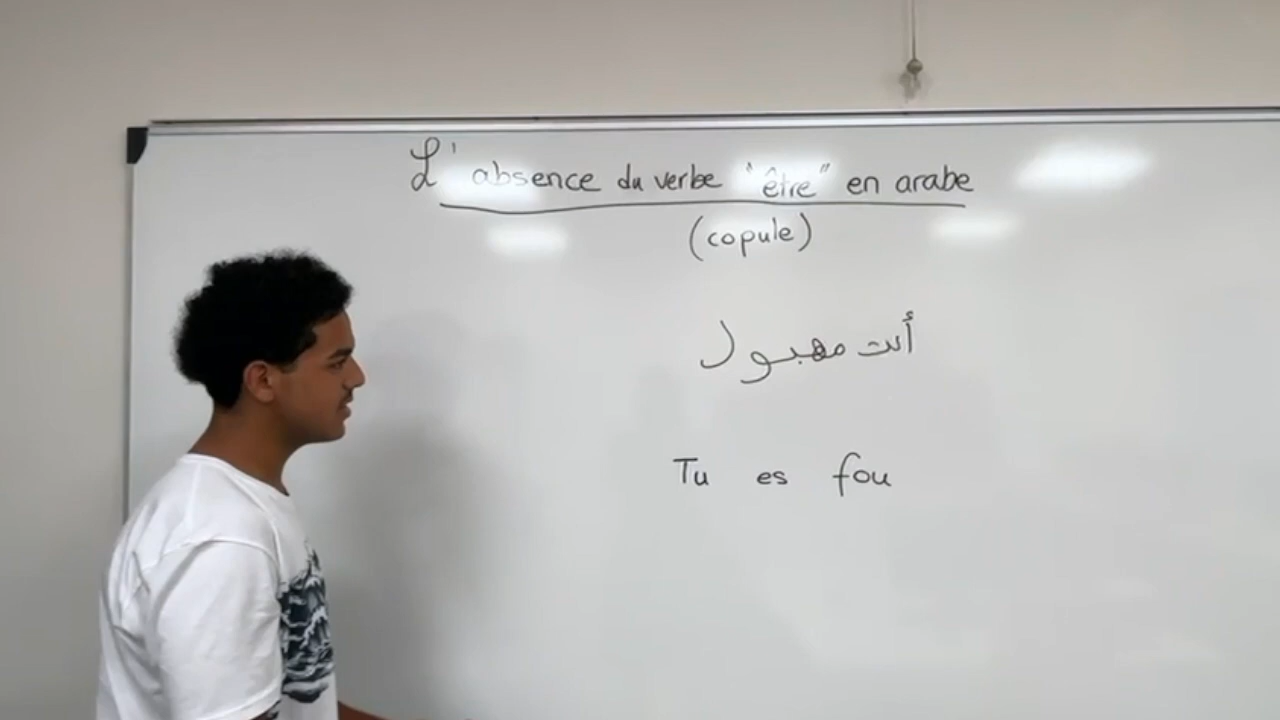 L'absence du verbe "être" en arabe
(copule)
أنت مهبول
Tu es fou